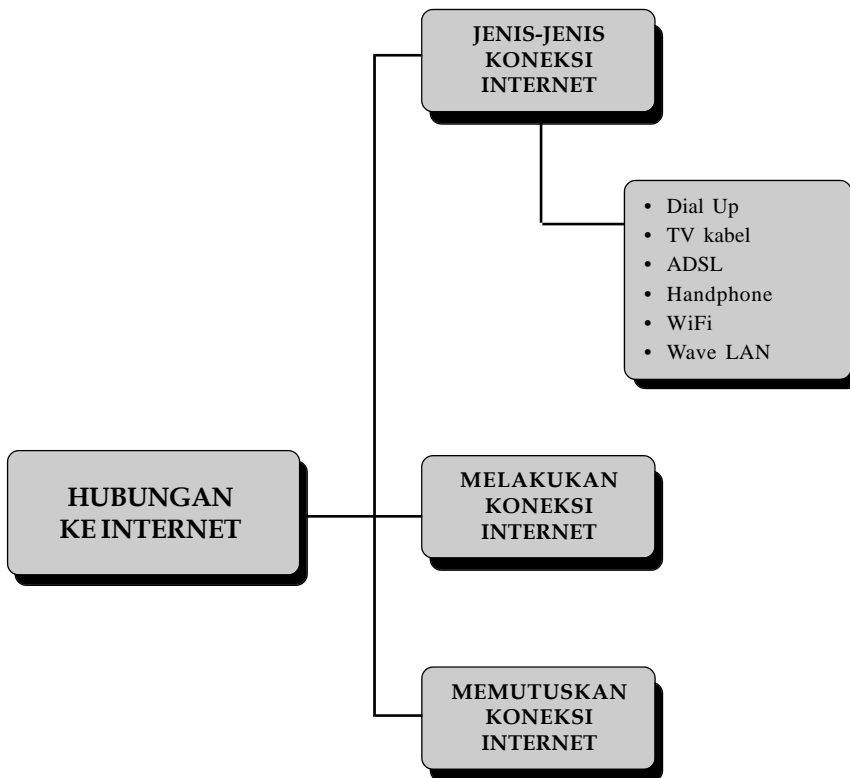 JENIS-JENIS
KONEKSI
INTERNET
• Dial Up
• TV kabel
• ADSL
• Handphone
• WiFi
• Wave LAN
HUBUNGAN
KE INTERNET
MELAKUKAN
KONEKSI
INTERNET
MEMUTUSKAN
KONEKSI
INTERNET